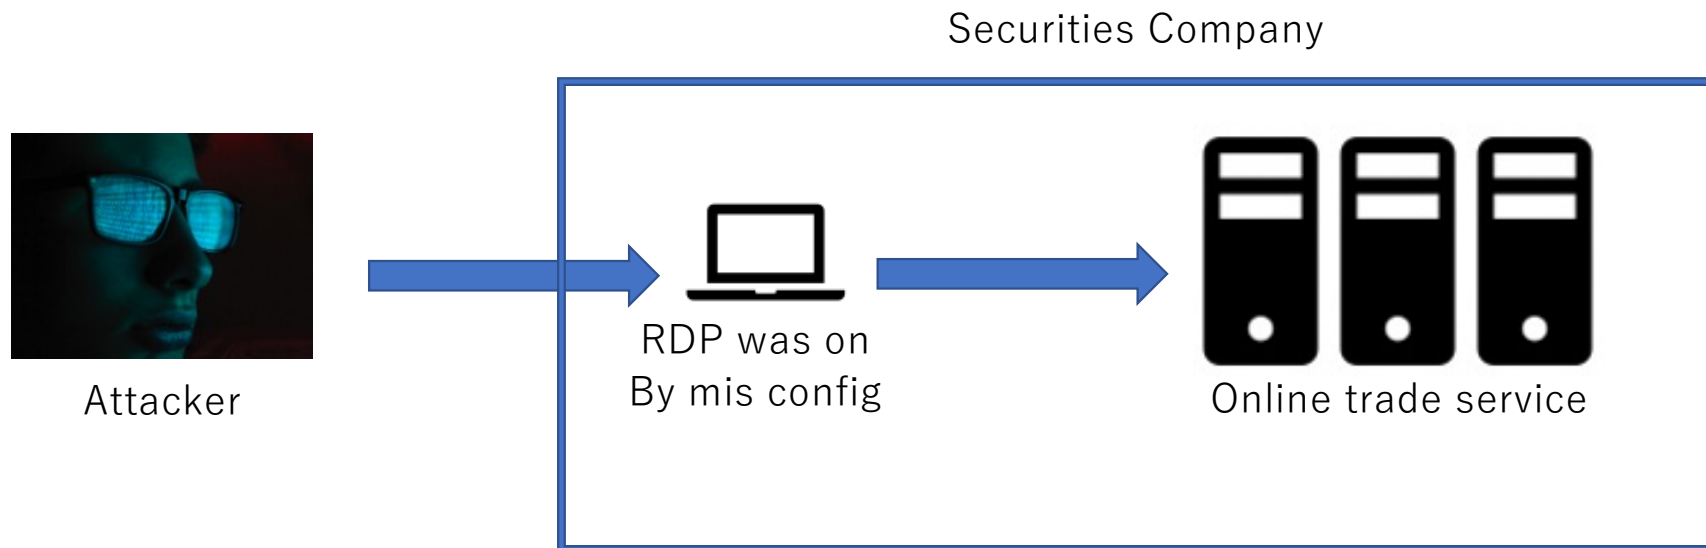 Securities Company
RDP was on
By mis config
Attacker
Online trade service